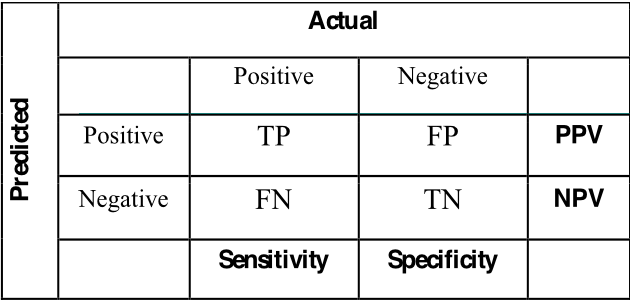 Actual
Predicted
Positive Negative
Positive TP FP PPV
Negative FN TN NPV
Sensitivity Specificity